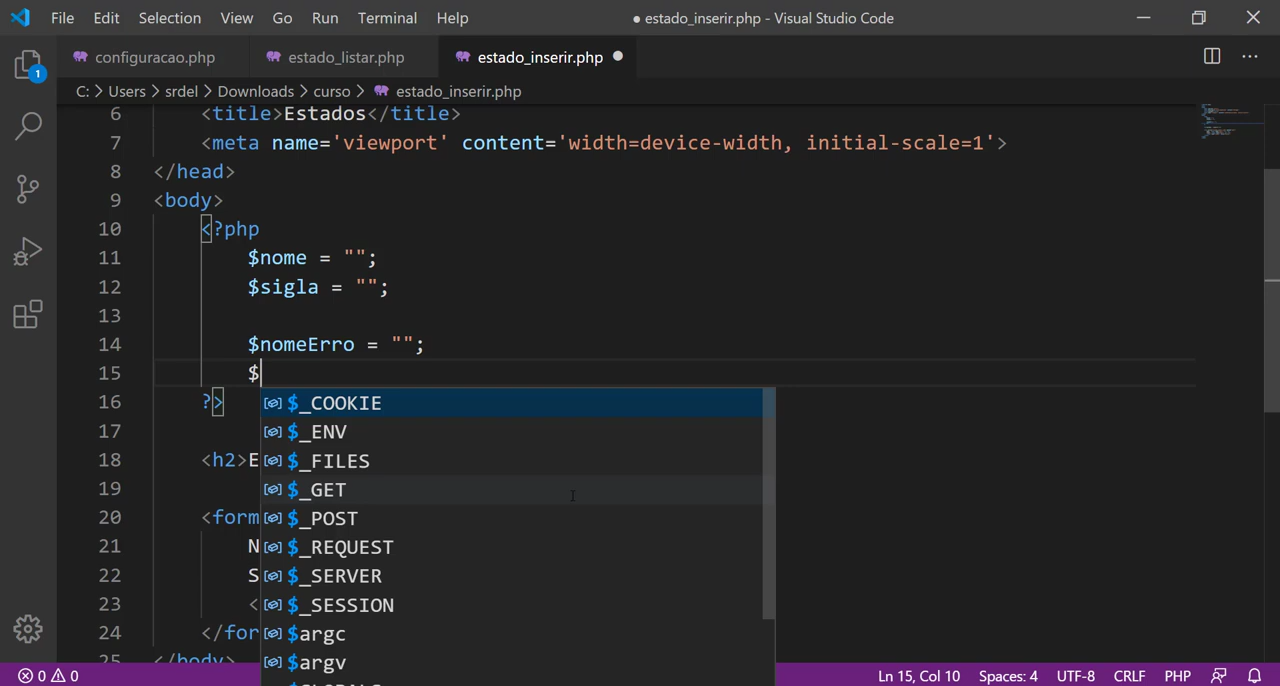 File Edit Selection View Go Run Terminal Help ● estado_inserir.php - Visual Studio Code
configuracao.php estado_listar.php estado_inserir.php
C: > Users > srdel > Downloads > curso > estado_inserir.php
1
6 <title>Estados</title>
7 <meta name='viewport' content='width=device-width, initial-scale=1'>
8 </head>
9 <body>
10 <?php
11 $nome = "";
12 $sigla = "";
13
14 $nomeErro = "";
15 $
16 ?>
$_COOKIE
17
$_ENV
18 <h2>E
$_FILES
19
$_GET
20 <form
$_POST
21 N
$_REQUEST
22 S
$_SERVER
23 <
$_SESSION
24 </for
$argc
25 </body>
$argv
0 0 Ln 15, Col 10 Spaces: 4 UTF-8 CRLF PHP